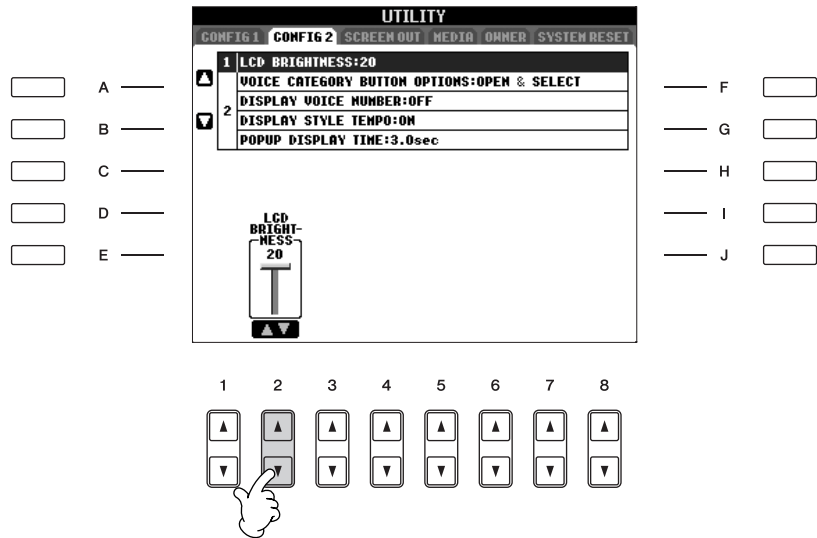 UTILITY
CONFIG 1 CONFIG 2 SCREEN OUT MEDIA OWNER SYSTEM RESET
1 LCD BRIGHTNESS:20
2 VOICE CATEGORY BUTTON OPTIONS:OPEN & SELECT
DISPLAY VOICE NUMBER:OFF
DISPLAY STYLE TEMPO:ON
POPUP DISPLAY TIME:3.0sec
A
B
C
D
E
F
G
H
I
J
LCD
BRIGHT-
NESS
20
1 2 3 4 5 6 7 8